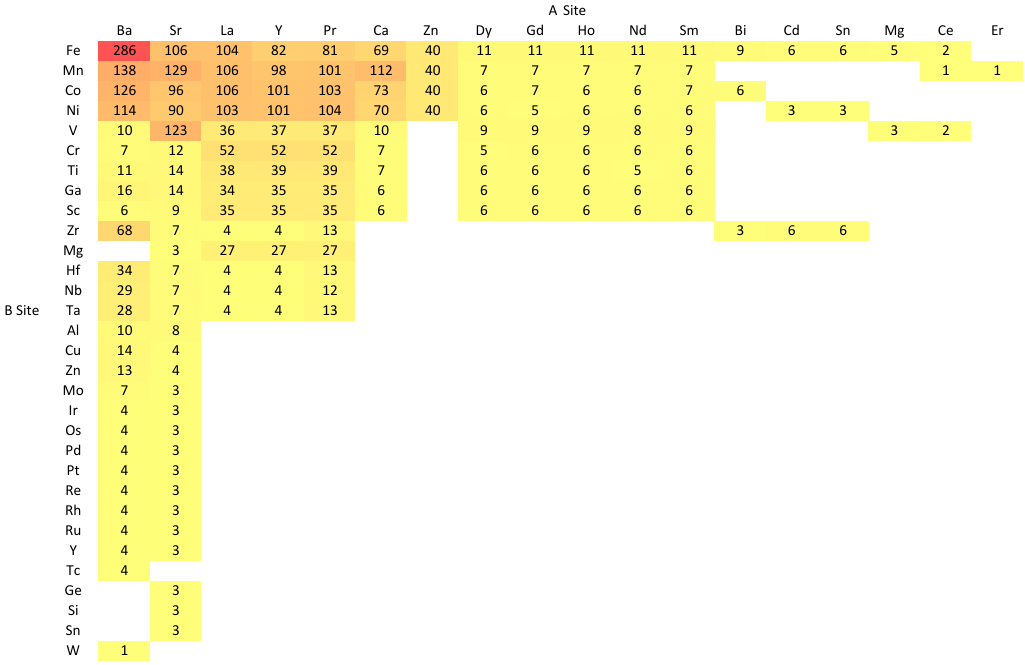 A Site
Ba Sr La Y Pr Ca Zn Dy Gd Ho Nd Sm Bi Cd Sn Mg Ce Er
Fe 286 106 104 82 81 69 40 11 11 11 11 11 9 6 6 5 2
Mn 138 129 106 98 101 112 40 7 7 7 7 7 1 1
Co 126 96 106 101 103 73 40 6 7 6 6 7 6
Ni 114 90 103 101 104 70 40 6 5 6 6 6 3 3
V 10 123 36 37 37 10 9 9 9 8 9 3 2
Cr 7 12 52 52 52 7 5 6 6 6 6
Ti 11 14 38 39 39 7 6 6 6 5 6
Ga 16 14 34 35 35 6 6 6 6 6 6
Sc 6 9 35 35 35 6 6 6 6 6 6
Zr 68 7 4 4 13 3 6 6
Mg 3 27 27 27
Hf 34 7 4 4 13
Nb 29 7 4 4 12
B Site Ta 28 7 4 4 13
Al 10 8
Cu 14 4
Zn 13 4
Mo 7 3
Ir 4 3
Os 4 3
Pd 4 3
Pt 4 3
Re 4 3
Rh 4 3
Ru 4 3
Y 4 3
Tc 4
Ge 3
Si 3
Sn 3
W 1